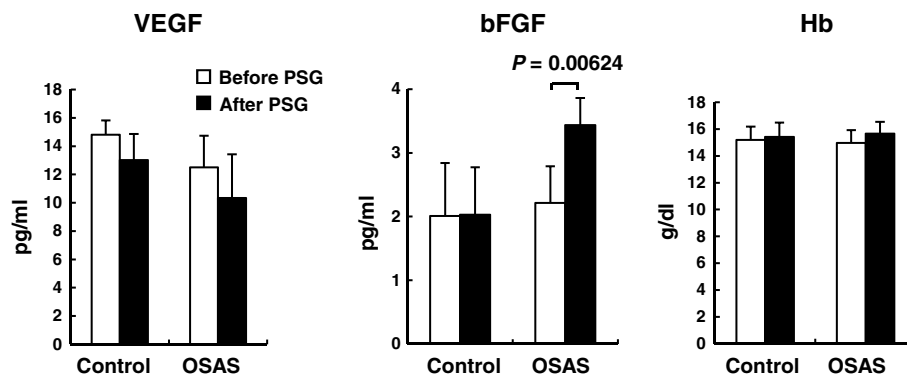 VEGF
bFGF
Hb
P = 0.00624
Before PSG
After PSG
pg/ml
18
16
14
12
10
8
6
4
2
0
Control
OSAS
pg/ml
4
3
2
1
0
Control
OSAS
g/dl
18
16
14
12
10
8
6
4
2
0
Control
OSAS